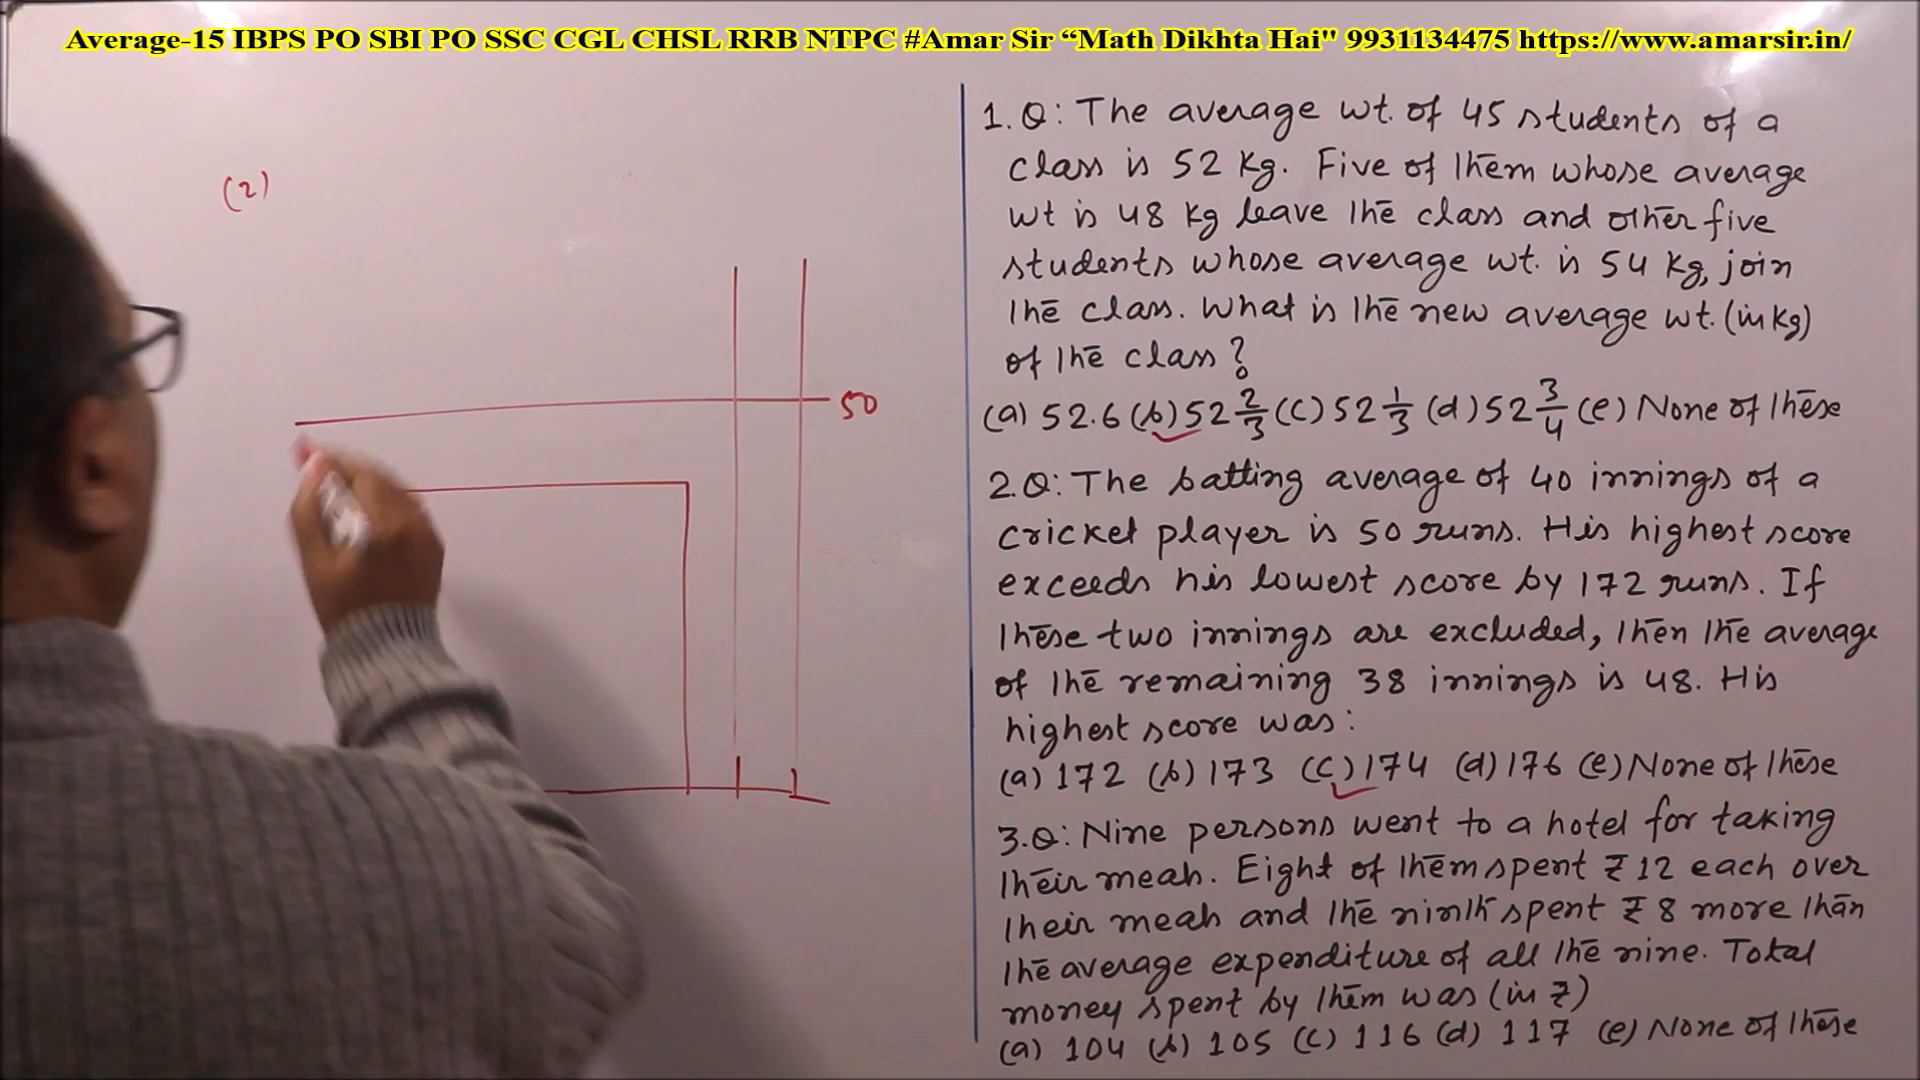 Average-15 IBPS PO SBI PO SSC CGL CHSL RRB NTPC #Amar Sir “Math Dikhta Hai" 9931134475 https://www.amarsir.in/
(2)
50
1.Q: The average wt. of 45 students of a
class is 52 Kg. Five of them whose average
wt is 48 Kg leave the class and other five
students whose average wt. is 54 Kg, join
the class. What is the new average wt. (in Kg)
of the class?
(a) 52.6 (b) 52 2/3 (c) 52 1/3 (d) 52 3/4 (e) None of these
2.Q: The batting average of 40 innings of a
cricket player is 50 runs. His highest score
exceeds his lowest score by 172 runs. If
these two innings are excluded, then the average
of the remaining 38 innings is 48. His
highest score was:
(a) 172 (b) 173 (c) 174 (d) 176 (e) None of these
3.Q: Nine persons went to a hotel for taking
their meals. Eight of them spent ₹ 12 each over
their meals and the ninth spent ₹ 8 more than
the average expenditure of all the nine. Total
money spent by them was (in ₹)
(a) 104 (b) 105 (c) 116 (d) 117 (e) None of these